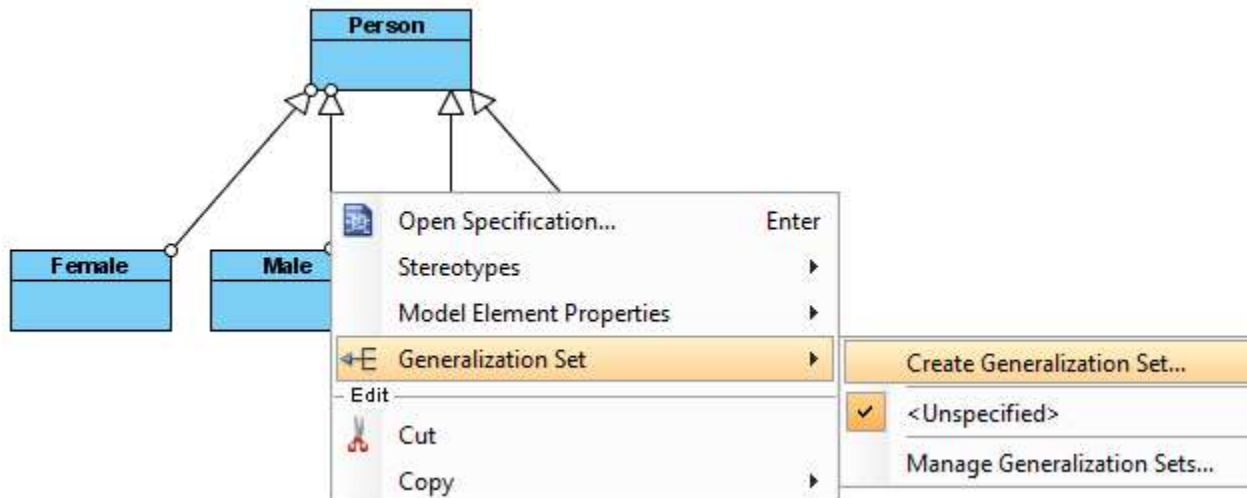 Person
Female
Male
Open Specification... Enter
Stereotypes
Model Element Properties
Generalization Set
Edit
Cut
Copy
Create Generalization Set...
<Unspecified>
Manage Generalization Sets...